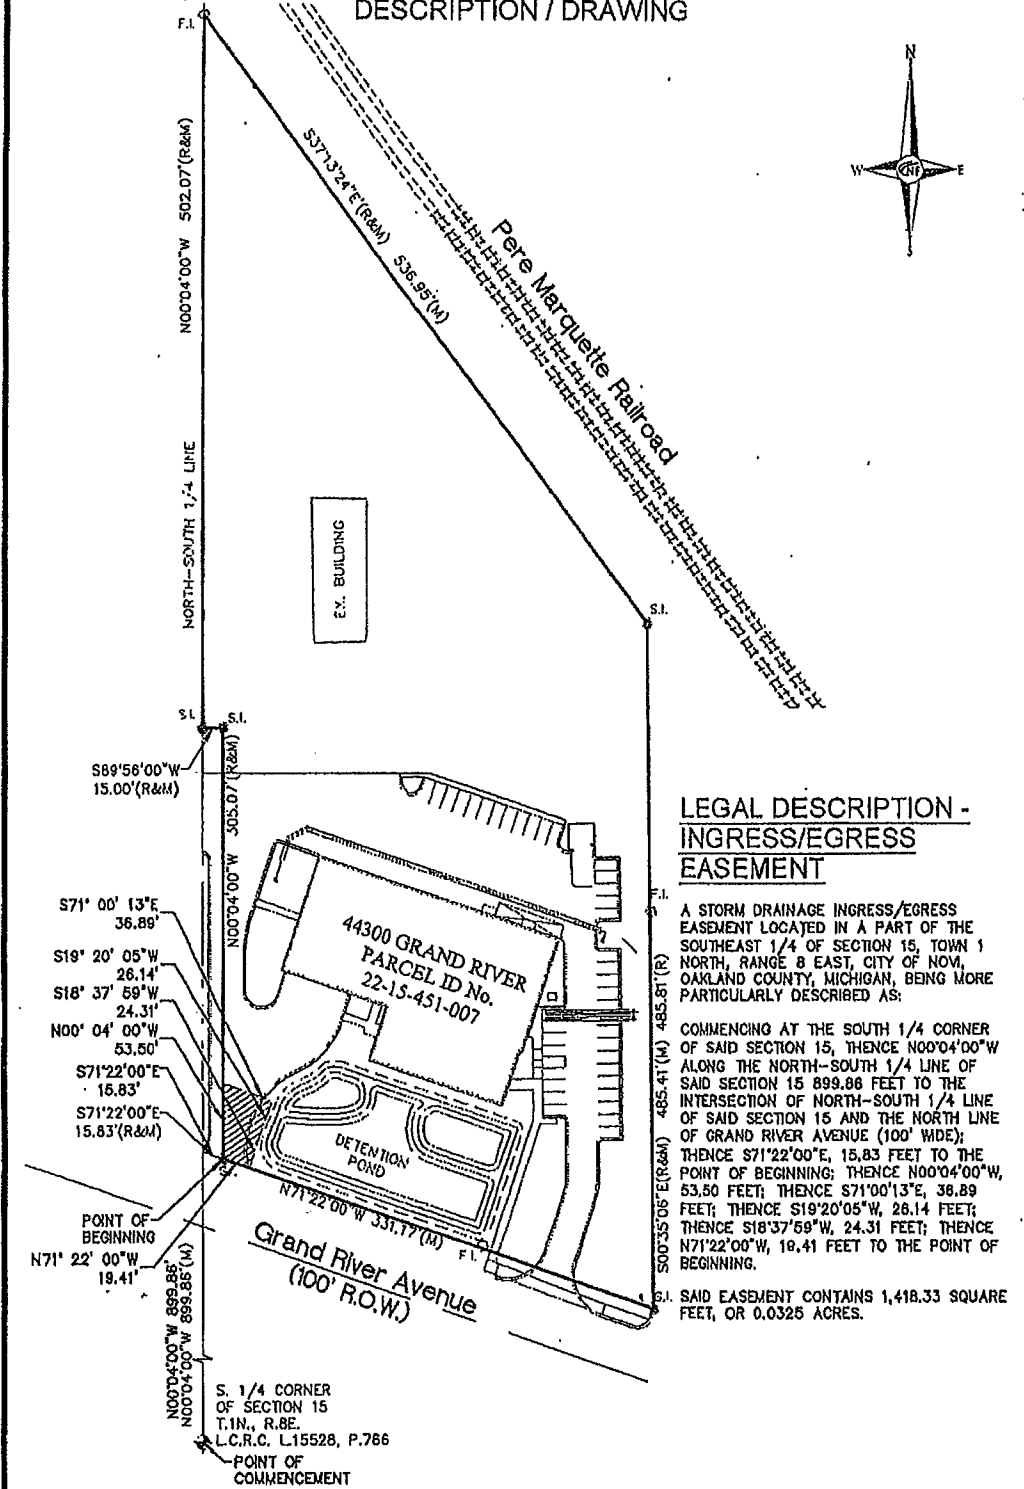 DESCRIPTION / DRAWING
F.I.
N
W
E
S
N00°04'00"W 502.07'(R&M)
S37°13'24"E'(R&M) 536.95'(M)
Pere Marquette Railroad
NORTH-SOUTH 1/4 LINE
EX. BUILDING
S.I.
S.I.
S.I.
S89°56'00"W
15.00'(R&M)
N00°04'00"W 505.07'(R&M)
S71° 00' 13"E
36.89'
S19° 20' 05"W
26.14'
S18° 37' 59"W
24.31'
N00° 04' 00"W
53.50'
S71°22'00"E
15.83'
S71°22'00"E
15.83'(R&M)
44300 GRAND RIVER
PARCEL ID No.
22-15-451-007
F.I.
S00°35'06"E(R&M) 485.41'(M) 485.81'(R)
DETENTION
POND
N71°22'00"W 331.17'(M)
F.I.
S.I.
POINT OF
BEGINNING
N71° 22' 00"W
19.41'
Grand River Avenue
(100' R.O.W.)
N00°04'00"W 899.86'
N00°04'00"W 899.86'(M)
S. 1/4 CORNER
OF SECTION 15
T.1N., R.8E.
L.C.R.C. L.15528, P.766
POINT OF
COMMENCEMENT
LEGAL DESCRIPTION -
INGRESS/EGRESS
EASEMENT
A STORM DRAINAGE INGRESS/EGRESS
EASEMENT LOCATED IN A PART OF THE
SOUTHEAST 1/4 OF SECTION 15, TOWN 1
NORTH, RANGE 8 EAST, CITY OF NOVI,
OAKLAND COUNTY, MICHIGAN, BEING MORE
PARTICULARLY DESCRIBED AS:
COMMENCING AT THE SOUTH 1/4 CORNER
OF SAID SECTION 15, THENCE N00°04'00"W
ALONG THE NORTH-SOUTH 1/4 LINE OF
SAID SECTION 15 899.86 FEET TO THE
INTERSECTION OF NORTH-SOUTH 1/4 LINE
OF SAID SECTION 15 AND THE NORTH LINE
OF GRAND RIVER AVENUE (100' WIDE);
THENCE S71°22'00"E, 15.83 FEET TO THE
POINT OF BEGINNING; THENCE N00°04'00"W,
53.50 FEET; THENCE S71°00'13"E, 36.89
FEET; THENCE S19°20'05"W, 26.14 FEET;
THENCE S18°37'59"W, 24.31 FEET; THENCE
N71°22'00"W, 19.41 FEET TO THE POINT OF
BEGINNING.
SAID EASEMENT CONTAINS 1,418.33 SQUARE
FEET, OR 0.0325 ACRES.